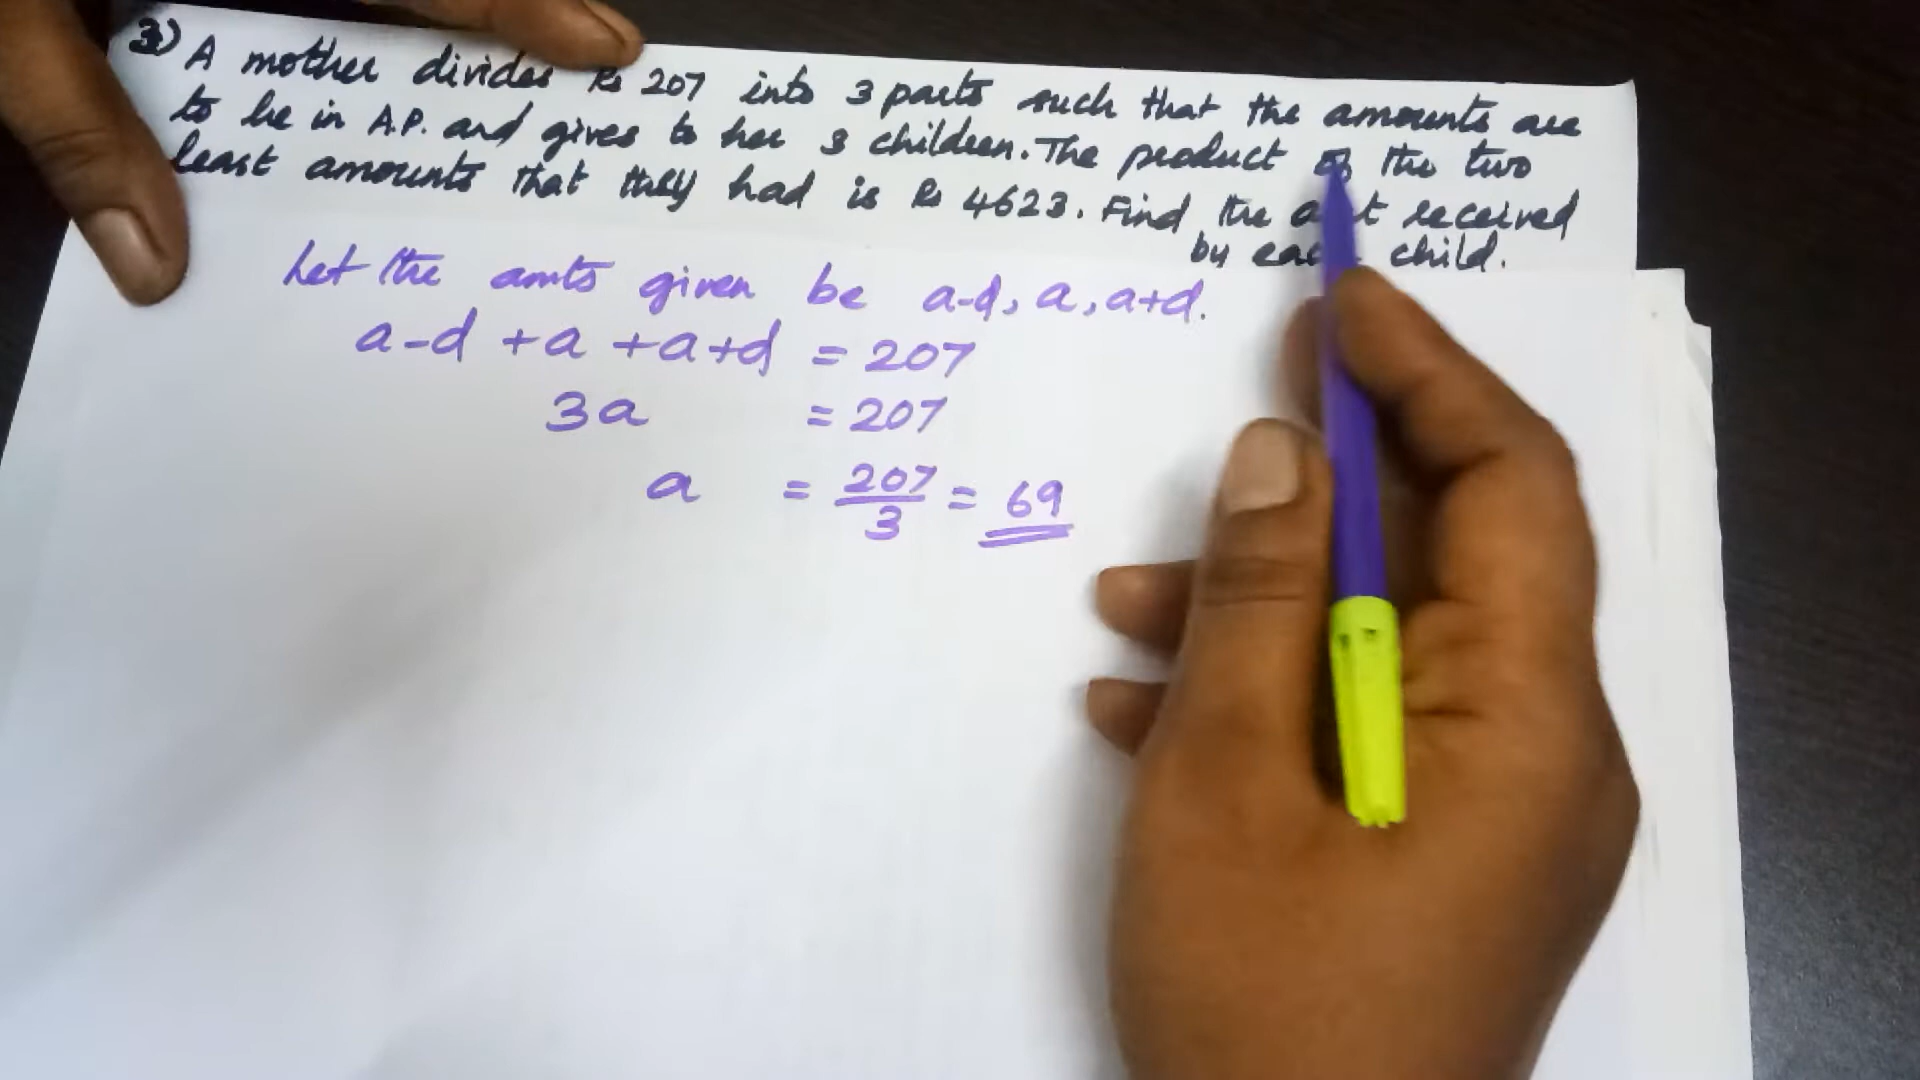 3) A mother divides Rs 207 into 3 parts such that the amounts are
to be in A.P. and gives to her 3 children. The product of the two
least amounts that they had is Rs 4623. Find the received
by child.
Let the amts given be a-d, a, a+d.
a-d +a +a+d = 207
3a = 207
a = 207/3 = 69